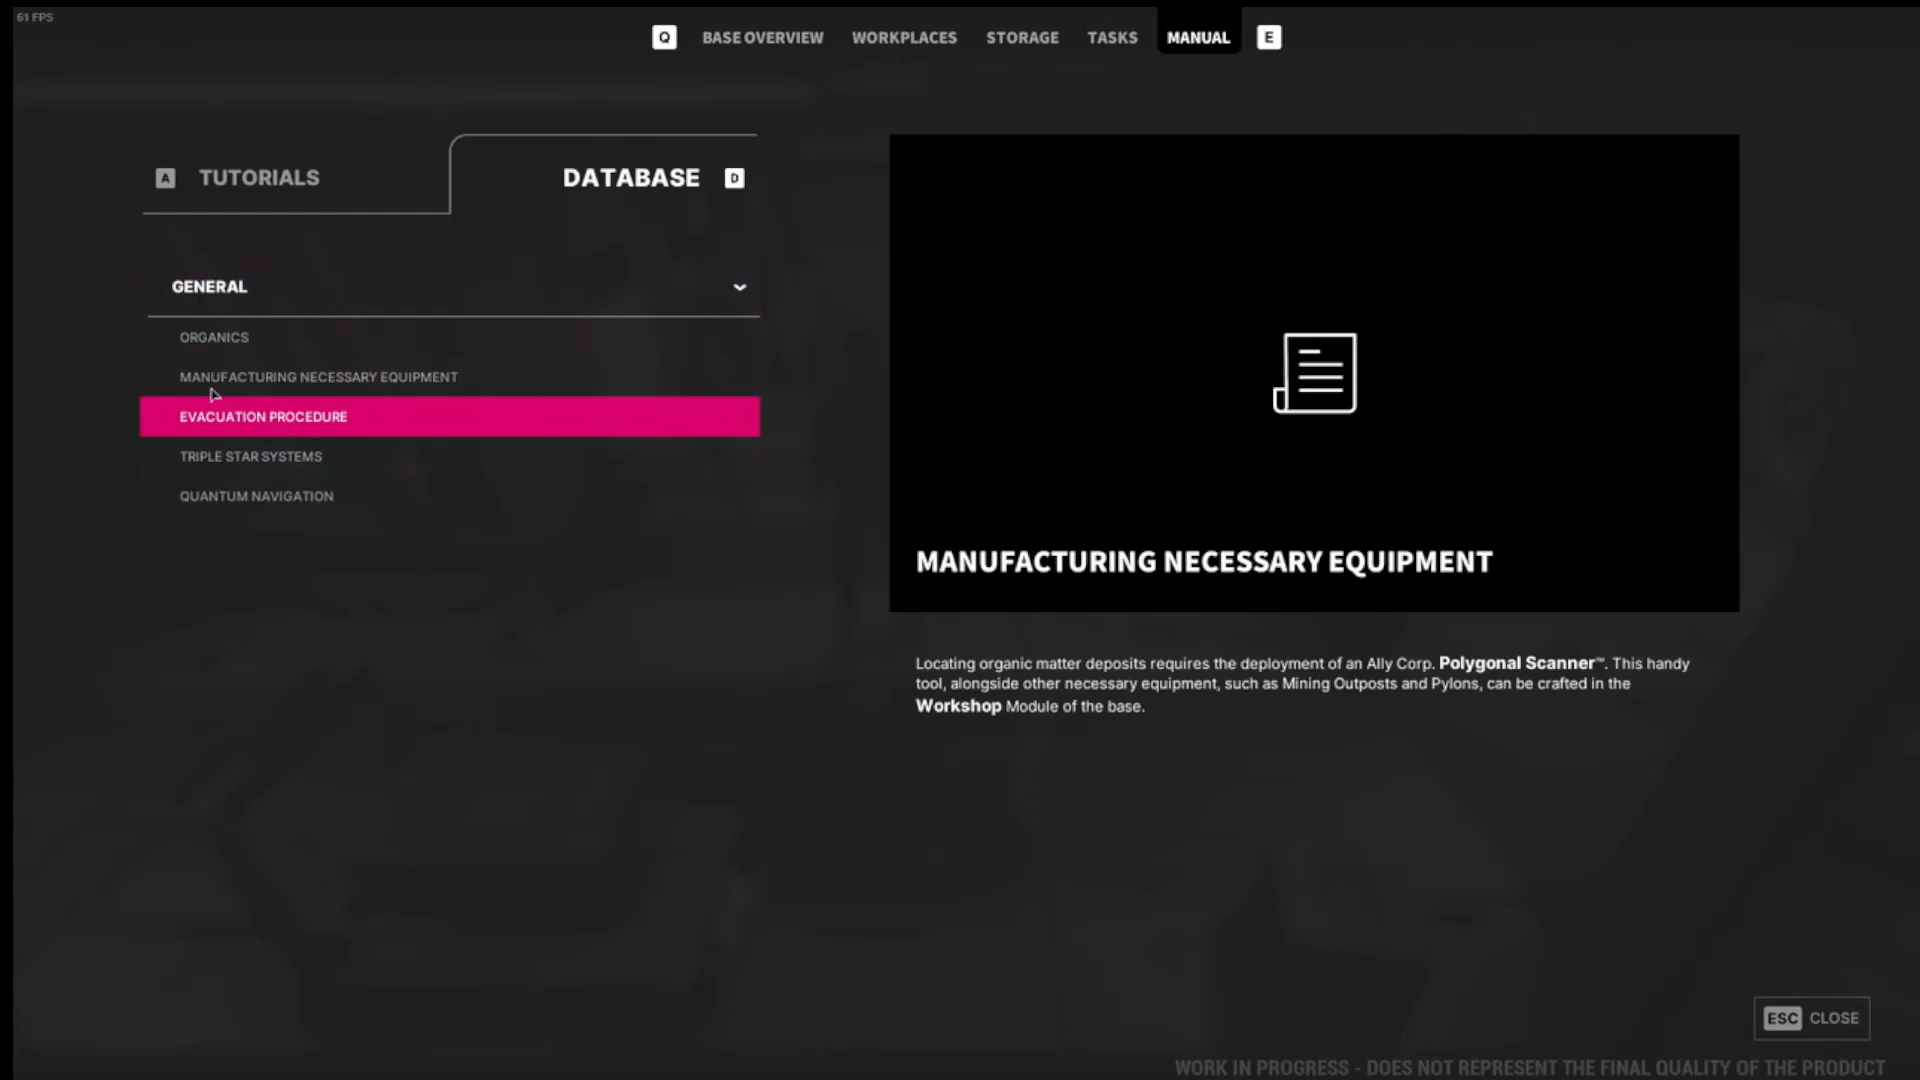 61 FPS
Q BASE OVERVIEW WORKPLACES STORAGE TASKS MANUAL E
A TUTORIALS DATABASE D
GENERAL
ORGANICS
MANUFACTURING NECESSARY EQUIPMENT
EVACUATION PROCEDURE
TRIPLE STAR SYSTEMS
QUANTUM NAVIGATION
MANUFACTURING NECESSARY EQUIPMENT
Locating organic matter deposits requires the deployment of an Ally Corp. Polygonal Scanner™. This handy
tool, alongside other necessary equipment, such as Mining Outposts and Pylons, can be crafted in the
Workshop Module of the base.
ESC CLOSE
WORK IN PROGRESS - DOES NOT REPRESENT THE FINAL QUALITY OF THE PRODUCT